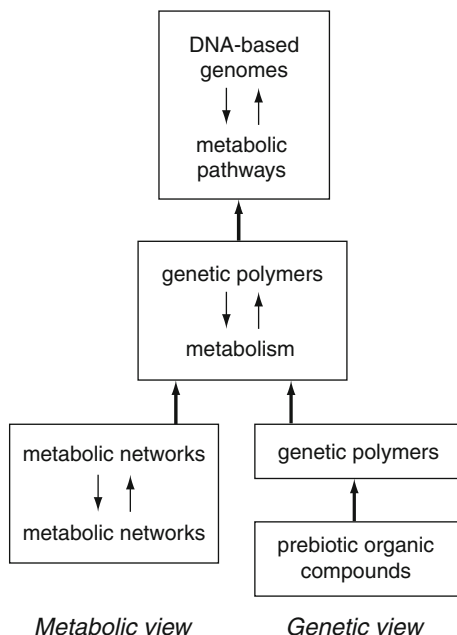 DNA-based
genomes
metabolic
pathways
genetic polymers
metabolism
metabolic networks
metabolic networks
genetic polymers
prebiotic organic
compounds
Metabolic view
Genetic view